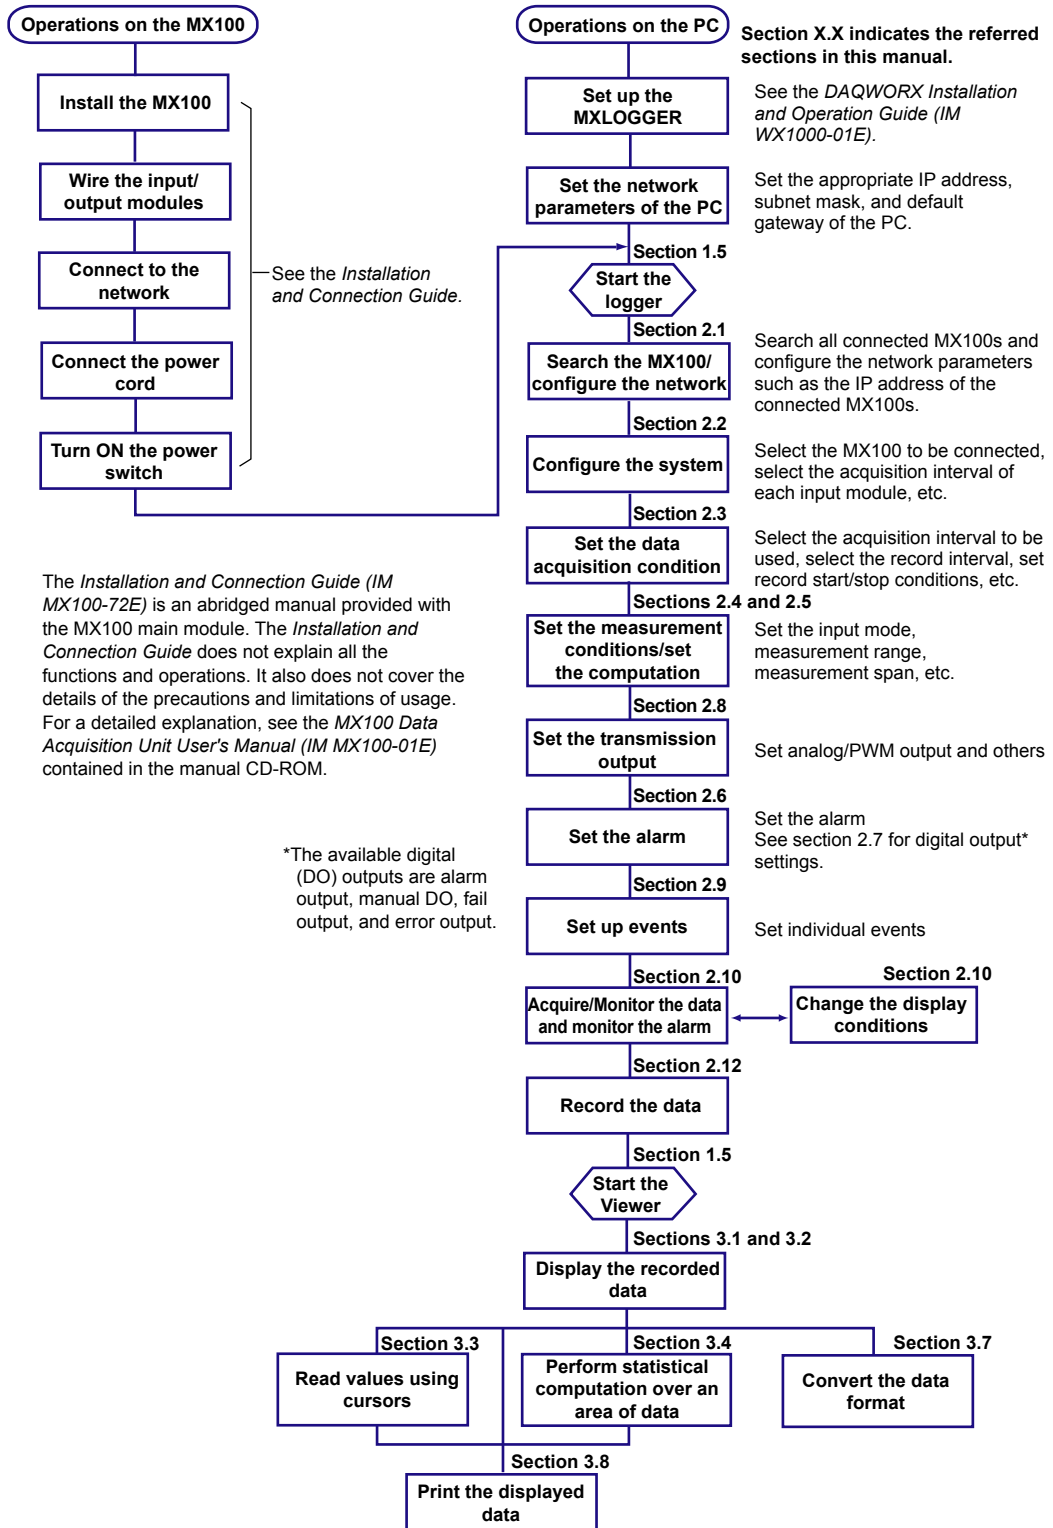 Operations on the MX100
Install the MX100
Wire the input/
output modules
Connect to the
network
Connect the power
cord
Turn ON the power
switch
See the Installation
and Connection Guide.
The Installation and Connection Guide (IM
MX100-72E) is an abridged manual provided with
the MX100 main module. The Installation and
Connection Guide does not explain all the
functions and operations. It also does not cover the
details of the precautions and limitations of usage.
For a detailed explanation, see the MX100 Data
Acquisition Unit User's Manual (IM MX100-01E)
contained in the manual CD-ROM.
*The available digital
(DO) outputs are alarm
output, manual DO, fail
output, and error output.
Operations on the PC
Section X.X indicates the referred
sections in this manual.
Set up the
MXLOGGER
See the DAQWORX Installation
and Operation Guide (IM
WX1000-01E).
Set the network
parameters of the PC
Set the appropriate IP address,
subnet mask, and default
gateway of the PC.
Section 1.5
Start the
logger
Section 2.1
Search the MX100/
configure the network
Search all connected MX100s and
configure the network parameters
such as the IP address of the
connected MX100s.
Section 2.2
Configure the system
Select the MX100 to be connected,
select the acquisition interval of
each input module, etc.
Section 2.3
Set the data
acquisition condition
Select the acquisition interval to be
used, select the record interval, set
record start/stop conditions, etc.
Sections 2.4 and 2.5
Set the measurement
conditions/set
the computation
Set the input mode,
measurement range,
measurement span, etc.
Section 2.8
Set the transmission
output
Set analog/PWM output and others
Section 2.6
Set the alarm
Set the alarm
See section 2.7 for digital output*
settings.
Section 2.9
Set up events
Set individual events
Section 2.10
Acquire/Monitor the data
and monitor the alarm
Section 2.10
Change the display
conditions
Section 2.12
Record the data
Section 1.5
Start the
Viewer
Sections 3.1 and 3.2
Display the recorded
data
Section 3.3
Read values using
cursors
Section 3.4
Perform statistical
computation over an
area of data
Section 3.7
Convert the data
format
Section 3.8
Print the displayed
data